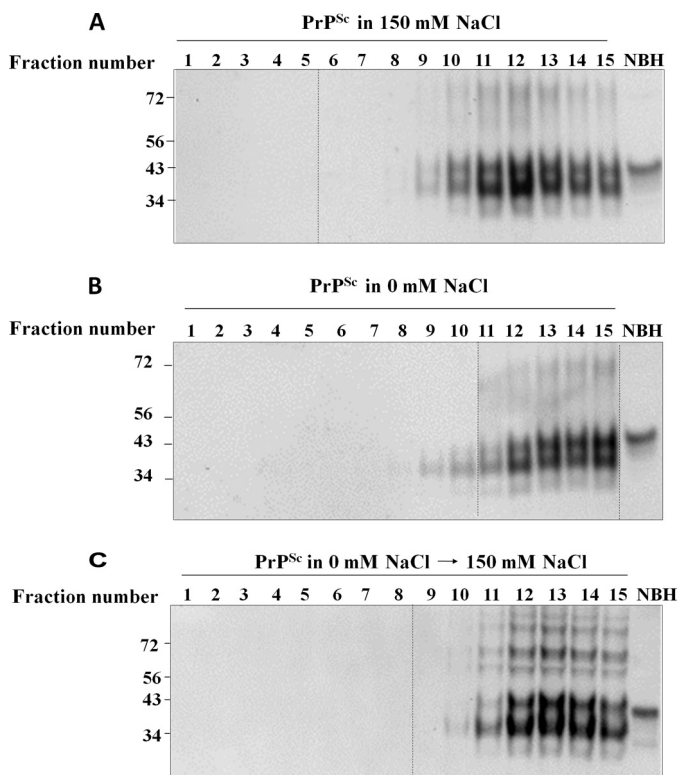 A
PrPSc in 150 mM NaCl
Fraction number 1 2 3 4 5 6 7 8 9 10 11 12 13 14 15 NBH
72
56
43
34
B
PrPSc in 0 mM NaCl
Fraction number 1 2 3 4 5 6 7 8 9 10 11 12 13 14 15 NBH
72
56
43
34
C
PrPSc in 0 mM NaCl → 150 mM NaCl
Fraction number 1 2 3 4 5 6 7 8 9 10 11 12 13 14 15 NBH
72
56
43
34